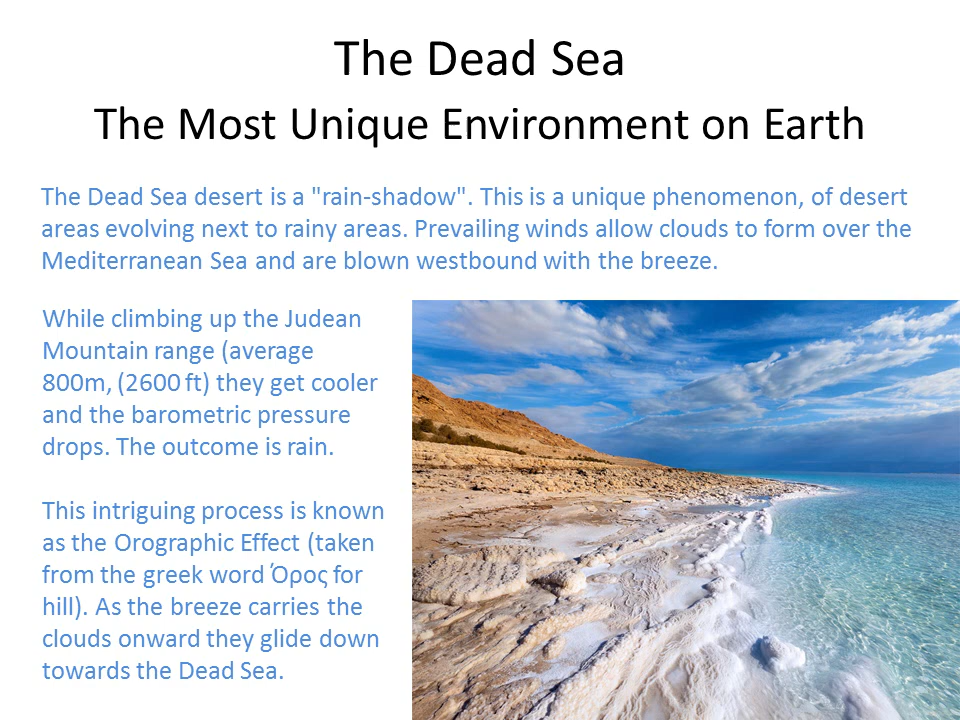 The Dead Sea
The Most Unique Environment on Earth
The Dead Sea desert is a "rain-shadow". This is a unique phenomenon, of desert
areas evolving next to rainy areas. Prevailing winds allow clouds to form over the
Mediterranean Sea and are blown westbound with the breeze.
While climbing up the Judean
Mountain range (average
800m, (2600 ft) they get cooler
and the barometric pressure
drops. The outcome is rain.
This intriguing process is known
as the Orographic Effect (taken
from the greek word Όρος for
hill). As the breeze carries the
clouds onward they glide down
towards the Dead Sea.